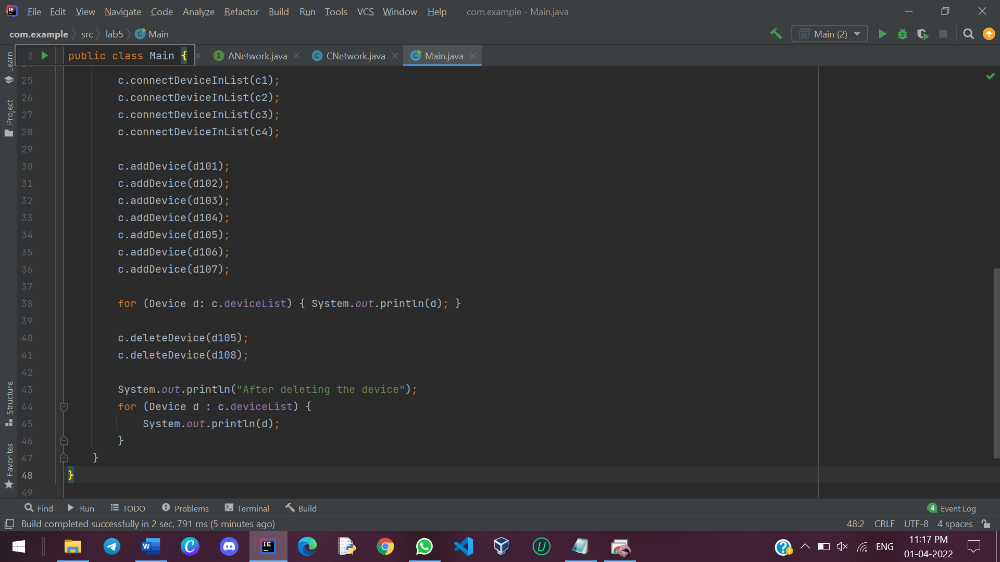 File Edit View Navigate Code Analyze Refactor Build Run Tools VCS Window Help com.example - Main.java
com.example src lab5 Main Main (2)
2 public class Main { ANetwork.java CNetwork.java Main.java
25 c.connectDeviceInList(c1);
26 c.connectDeviceInList(c2);
27 c.connectDeviceInList(c3);
28 c.connectDeviceInList(c4);
29
30 c.addDevice(d101);
31 c.addDevice(d102);
32 c.addDevice(d103);
33 c.addDevice(d104);
34 c.addDevice(d105);
35 c.addDevice(d106);
36 c.addDevice(d107);
37
38 for (Device d: c.deviceList) { System.out.println(d); }
39
40 c.deleteDevice(d105);
41 c.deleteDevice(d108);
42
43 System.out.println("After deleting the device");
44 for (Device d : c.deviceList) {
45 System.out.println(d);
46 }
47 }
48 }
49
Learn
Project
Structure
Favorites
Find Run TODO Problems Terminal Build 4 Event Log
Build completed successfully in 2 sec, 791 ms (5 minutes ago) 48:2 CRLF UTF-8 4 spaces
ENG 11:17 PM
01-04-2022